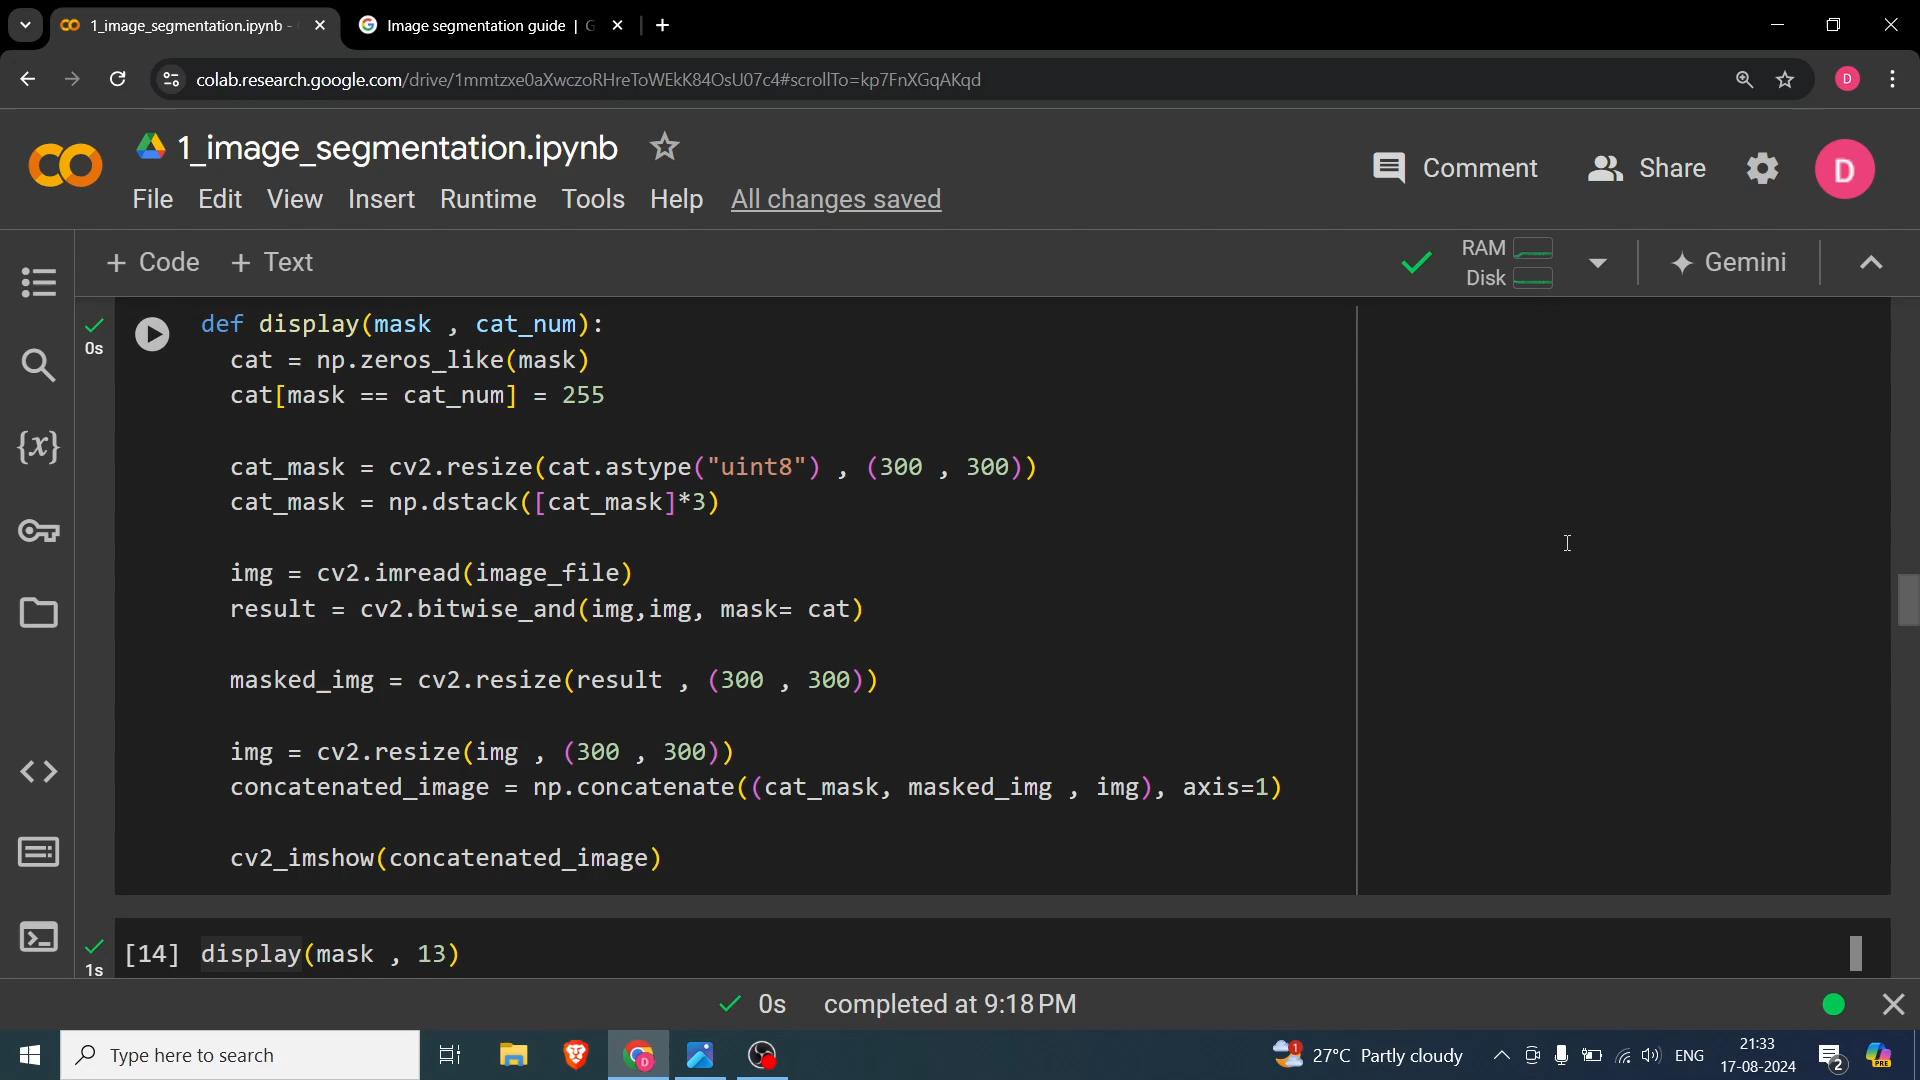 1_image_segmentation.ipynb -
Image segmentation guide | G
colab.research.google.com/drive/1mmtzxe0aXwczoRHreToWEkK84OsU07c4#scrollTo=kp7FnXGqAKqd
D
1_image_segmentation.ipynb
File Edit View Insert Runtime Tools Help All changes saved
Comment
Share
D
+ Code + Text
RAM
Disk
Gemini
{x}
0s
def display(mask , cat_num):
cat = np.zeros_like(mask)
cat[mask == cat_num] = 255
cat_mask = cv2.resize(cat.astype("uint8") , (300 , 300))
cat_mask = np.dstack([cat_mask]*3)
img = cv2.imread(image_file)
result = cv2.bitwise_and(img,img, mask= cat)
masked_img = cv2.resize(result , (300 , 300))
img = cv2.resize(img , (300 , 300))
concatenated_image = np.concatenate((cat_mask, masked_img , img), axis=1)
cv2_imshow(concatenated_image)
1s
[14] display(mask , 13)
0s completed at 9:18 PM
Type here to search
D
1
27°C Partly cloudy
ENG
21:33
17-08-2024
2
PRE